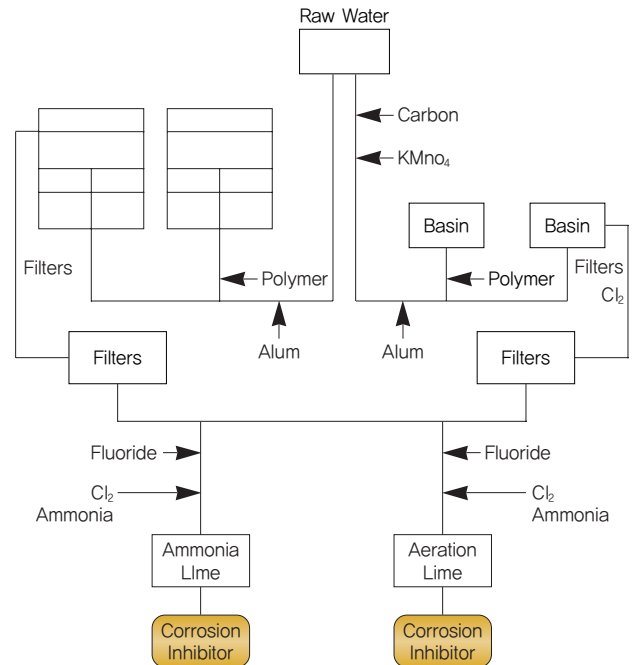 Raw Water
Carbon
KMno₄
Basin
Basin
Filters
Polymer
Polymer
Filters
Cl₂
Alum
Alum
Filters
Filters
Fluoride
Fluoride
Cl₂
Ammonia
Cl₂
Ammonia
Ammonia
LIme
Aeration
Lime
Corrosion
Inhibitor
Corrosion
Inhibitor